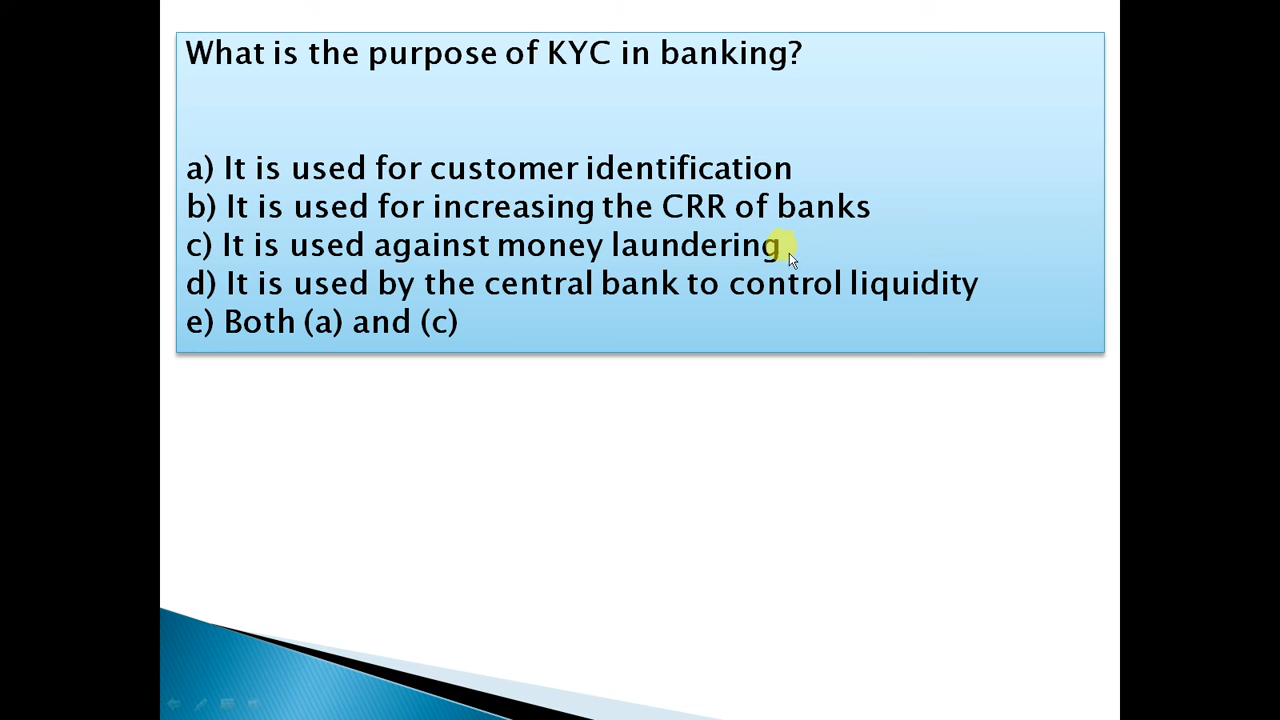 What is the purpose of KYC in banking?
a) It is used for customer identification
b) It is used for increasing the CRR of banks
c) It is used against money laundering
d) It is used by the central bank to control liquidity
e) Both (a) and (c)